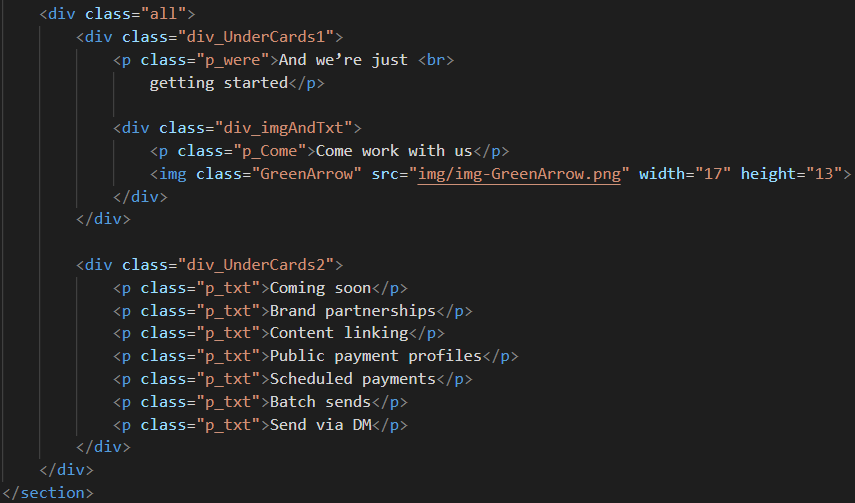 <div class="all">
<div class="div_UnderCards1">
<p class="p_were">And we’re just <br>
getting started</p>
<div class="div_imgAndTxt">
<p class="p_Come">Come work with us</p>
<img class="GreenArrow" src="img/img-GreenArrow.png" width="17" height="13">
</div>
</div>
<div class="div_UnderCards2">
<p class="p_txt">Coming soon</p>
<p class="p_txt">Brand partnerships</p>
<p class="p_txt">Content linking</p>
<p class="p_txt">Public payment profiles</p>
<p class="p_txt">Scheduled payments</p>
<p class="p_txt">Batch sends</p>
<p class="p_txt">Send via DM</p>
</div>
</div>
</section>